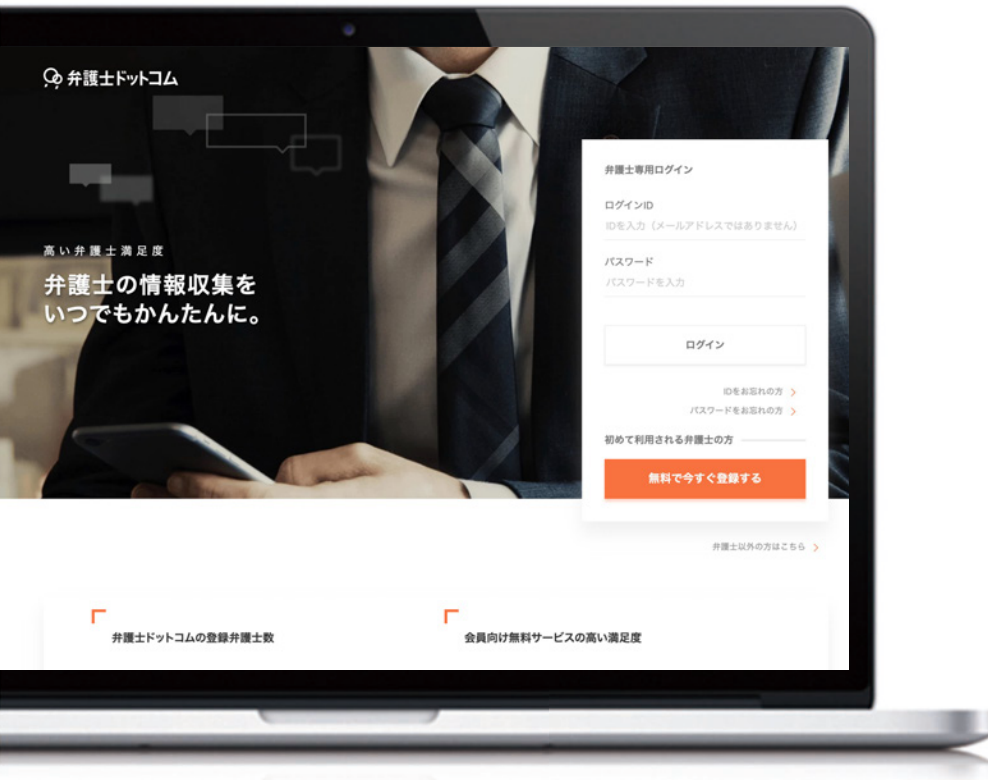 弁護士ドットコム
高い弁護士満足度
弁護士の情報収集を
いつでもかんたんに。
弁護士専用ログイン
ログインID
IDを入力（メールアドレスではありません）
パスワード
パスワードを入力
ログイン
IDをお忘れの方
パスワードをお忘れの方
初めて利用される弁護士の方
無料で今すぐ登録する
弁護士以外の方はこちら
弁護士ドットコムの登録弁護士数
会員向け無料サービスの高い満足度